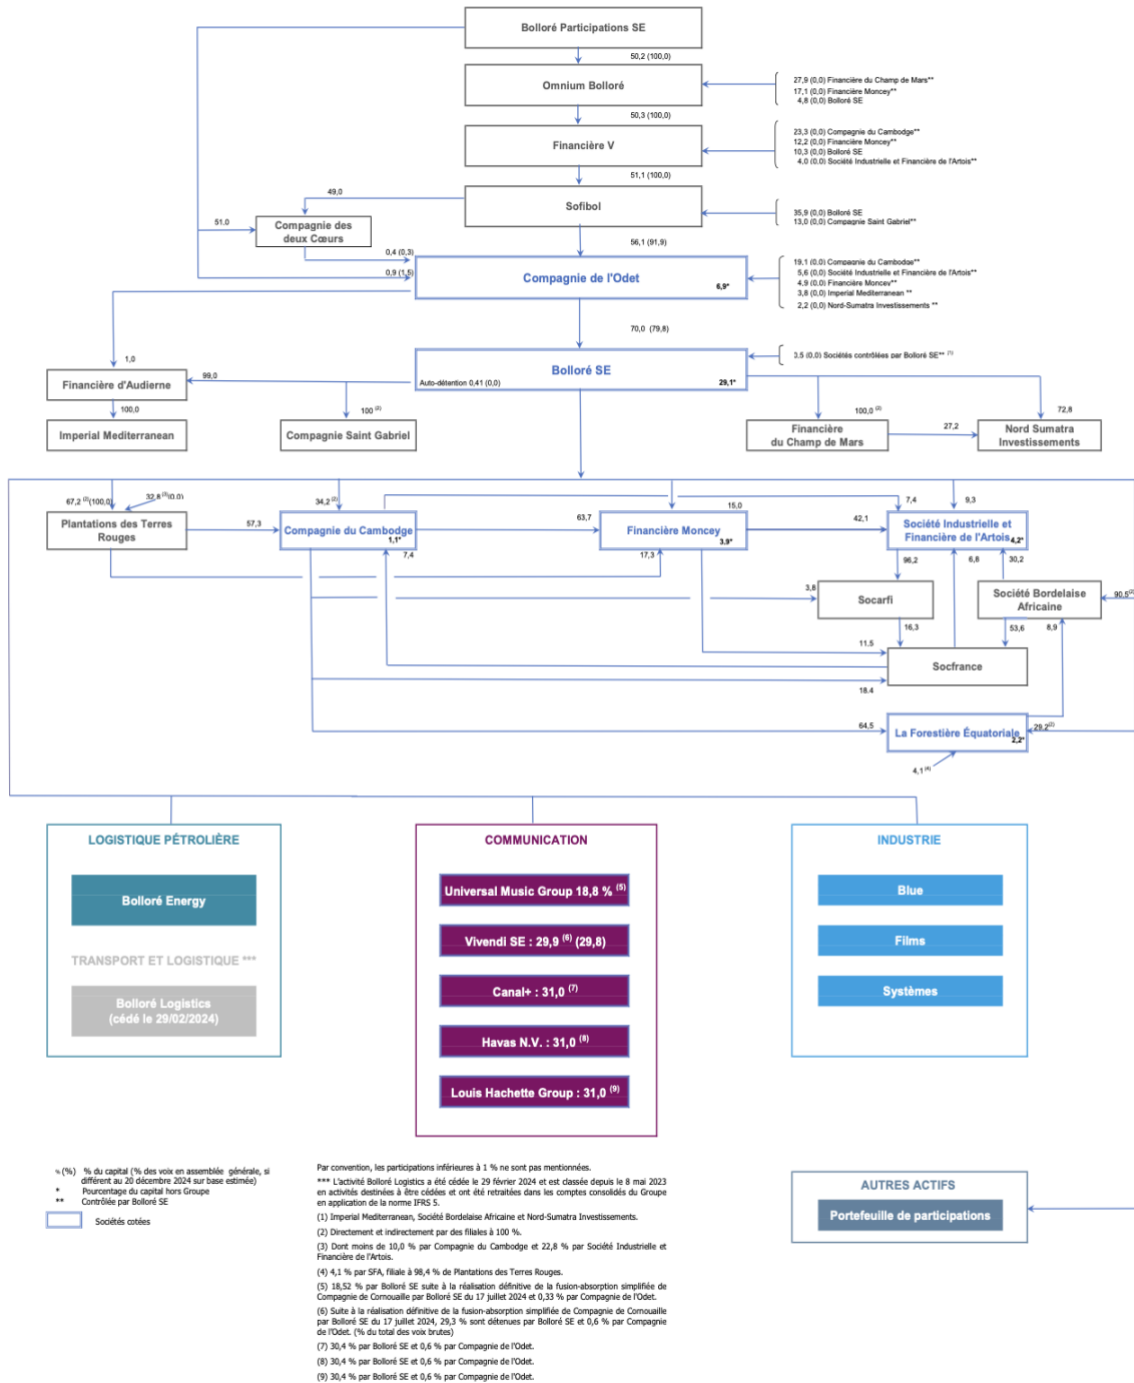 Bolloré Participations SE
50,2 (100,0)
Omnium Bolloré
27,9 (0,0) Financière du Champ de Mars**
17,1 (0,0) Financière Moncey**
4,8 (0,0) Bolloré SE
50,3 (100,0)
Financière V
23,3 (0,0) Compagnie du Cambodge**
12,2 (0,0) Financière Moncey**
10,3 (0,0) Bolloré SE
4,0 (0.0) Société Industrielle et Financière de l'Artois**
51,1 (100,0)
49,0
Sofibol
35,9 (0,0) Bolloré SE
13,0 (0,0) Compagnie Saint Gabriel**
51.0
Compagnie des
deux Cœurs
56,1 (91,9)
0,4 (0,3)
0,9 (1,5)
Compagnie de l'Odet
6,9*
19,1 (0,0) Compagnie du Cambodge**
5,6 (0,0) Société Industrielle et Financière de l'Artois**
4,9 (0,0) Financière Moncey**
3,8 (0,0) Imperial Mediterranean **
2,2 (0,0) Nord-Sumatra Investissements **
70,0 (79,8)
1,0
Bolloré SE
Auto-détention 0,41 (0,0)
29,1*
3.5 (0,0) Sociétés contrôlées par Bolloré SE** (1)
Financière d'Audierne
99,0
100,0
100 (2)
100,0 (2)
72,8
Imperial Mediterranean
Compagnie Saint Gabriel
Financière
du Champ de Mars
27,2
Nord Sumatra
Investissements
67,2 (2)(100,0)
32,8 (3)(0,0)
34,2 (2)
15,0
7,4
9,3
Plantations des Terres
Rouges
57,3
Compagnie du Cambodge
1,1*
63,7
Financière Moncey
3,9*
42,1
Société Industrielle et
Financière de l'Artois
4,2*
7,4
17,3
96,2
6,8
30,2
3,8
Socarfi
Société Bordelaise
Africaine
90,5(2)
16,3
53,6
8,9
11,5
Socfrance
18.4
64,5
La Forestière Équatoriale
2,2*
29,2(2)
4,1 (4)
LOGISTIQUE PÉTROLIÈRE
Bolloré Energy
TRANSPORT ET LOGISTIQUE ***
Bolloré Logistics
(cédé le 29/02/2024)
COMMUNICATION
Universal Music Group 18,8 % (5)
Vivendi SE : 29,9 (6) (29,8)
Canal+ : 31,0 (7)
Havas N.V. : 31,0 (8)
Louis Hachette Group : 31,0 (9)
INDUSTRIE
Blue
Films
Systèmes
% (%) % du capital (% des voix en assemblée générale, si
différent au 20 décembre 2024 sur base estimée)
* Pourcentage du capital hors Groupe
** Contrôlée par Bolloré SE
Sociétés cotées
Par convention, les participations inférieures à 1 % ne sont pas mentionnées.
*** L'activité Bolloré Logistics a été cédée le 29 février 2024 et est classée depuis le 8 mai 2023
en activités destinées à être cédées et ont été retraitées dans les comptes consolidés du Groupe
en application de la norme IFRS 5.
(1) Imperial Mediterranean, Société Bordelaise Africaine et Nord-Sumatra Investissements.
(2) Directement et indirectement par des filiales à 100 %.
(3) Dont moins de 10,0 % par Compagnie du Cambodge et 22,8 % par Société Industrielle et
Financière de l'Artois.
(4) 4,1 % par SFA, filiale à 98,4 % de Plantations des Terres Rouges.
(5) 18,52 % par Bolloré SE suite à la réalisation définitive de la fusion-absorption simplifiée de
Compagnie de Cornouaille par Bolloré SE du 17 juillet 2024 et 0,33 % par Compagnie de l'Odet.
(6) Suite à la réalisation définitive de la fusion-absorption simplifiée de Compagnie de Cornouaille
par Bolloré SE du 17 juillet 2024, 29,3 % sont détenues par Bolloré SE et 0,6 % par Compagnie
de l'Odet. (% du total des voix brutes)
(7) 30,4 % par Bolloré SE et 0,6 % par Compagnie de l'Odet.
(8) 30,4 % par Bolloré SE et 0,6 % par Compagnie de l'Odet.
(9) 30,4 % par Bolloré SE et 0,6 % par Compagnie de l'Odet.
AUTRES ACTIFS
Portefeuille de participations